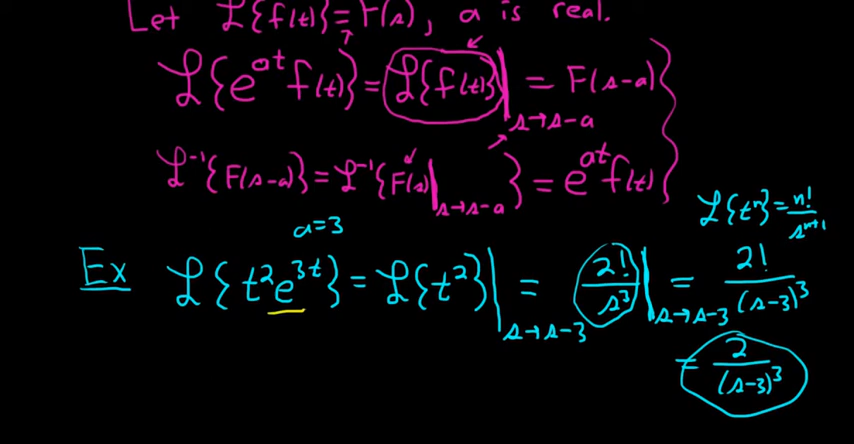 Let ℒ{f(t)} = F(s), a is real.
ℒ{e^{at} f(t)} = ℒ{f(t)}|_{s→s-a} = F(s-a)
ℒ^{-1}{F(s-a)} = ℒ^{-1}{F(s)|_{s→s-a}} = e^{at} f(t)
ℒ{t^n} = n!/s^{n+1}
a=3
Ex ℒ{t^2 e^{3t}} = ℒ{t^2}|_{s→s-3} = 2!/s^3|_{s→s-3} = 2!/(s-3)^3
= 2/(s-3)^3